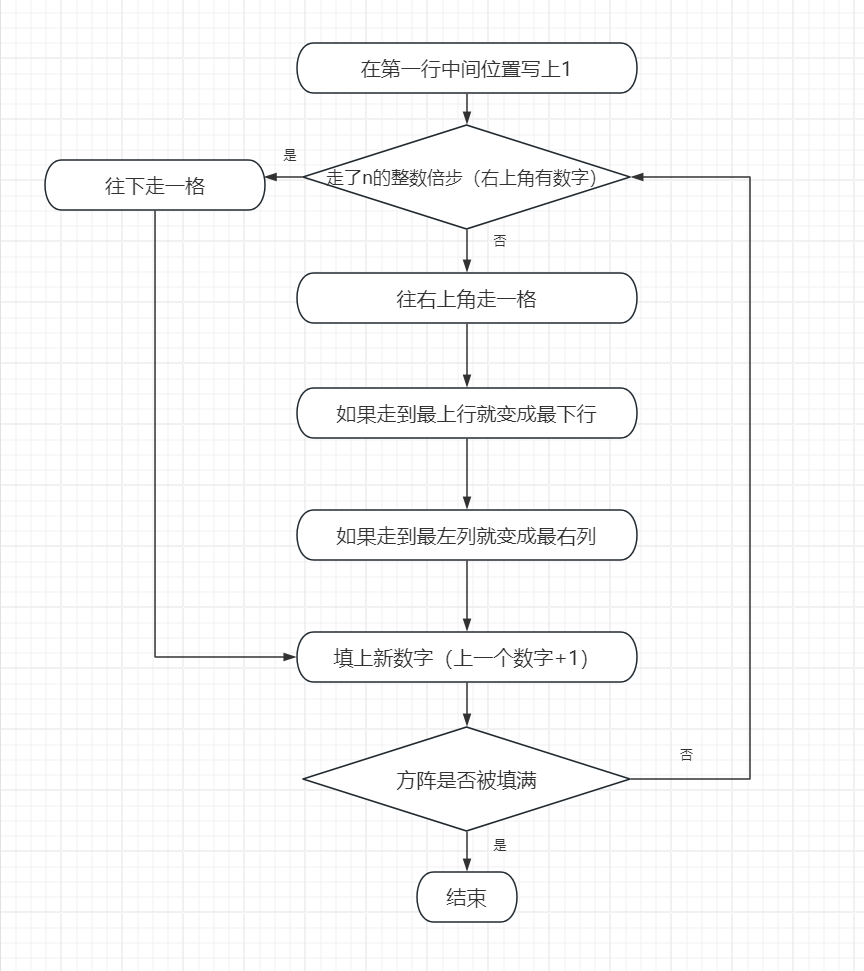 在第一行中间位置写上1
是
走了n的整数倍步（右上角有数字）
往下走一格
否
往右上角走一格
如果走到最上行就变成最下行
如果走到最左列就变成最右列
填上新数字（上一个数字+1）
否
方阵是否被填满
是
结束